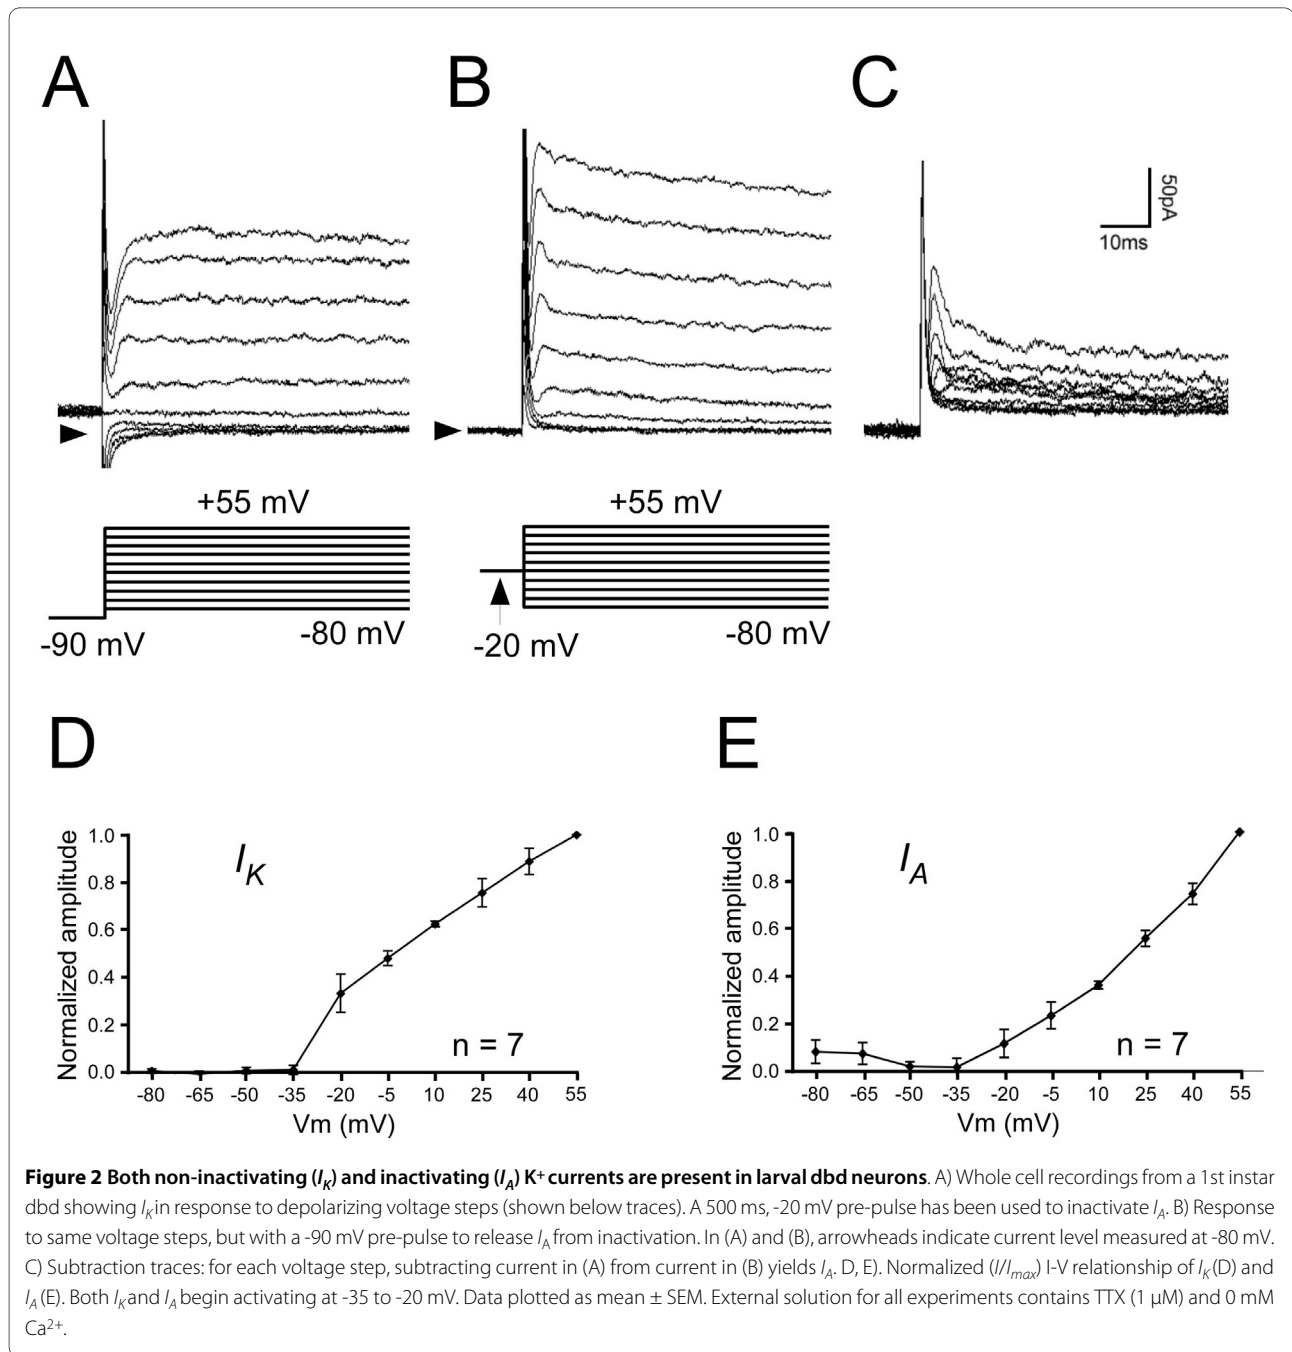 A
B
C
50pA
10ms
+55 mV
-90 mV
-80 mV
+55 mV
-20 mV
-80 mV
D
E
Normalized amplitude
1.0
0.8
0.6
0.4
0.2
0.0
I_K
n = 7
-80 -65 -50 -35 -20 -5 10 25 40 55
Vm (mV)
Normalized amplitude
1.0
0.8
0.6
0.4
0.2
0.0
I_A
n = 7
-80 -65 -50 -35 -20 -5 10 25 40 55
Vm (mV)
Figure 2 Both non-inactivating (I_K) and inactivating (I_A) K⁺ currents are present in larval dbd neurons. A) Whole cell recordings from a 1st instar
dbd showing I_K in response to depolarizing voltage steps (shown below traces). A 500 ms, -20 mV pre-pulse has been used to inactivate I_A. B) Response
to same voltage steps, but with a -90 mV pre-pulse to release I_A from inactivation. In (A) and (B), arrowheads indicate current level measured at -80 mV.
C) Subtraction traces: for each voltage step, subtracting current in (A) from current in (B) yields I_A. D, E). Normalized (I/I_max) I-V relationship of I_K (D) and
I_A (E). Both I_K and I_A begin activating at -35 to -20 mV. Data plotted as mean ± SEM. External solution for all experiments contains TTX (1 μM) and 0 mM
Ca²⁺.